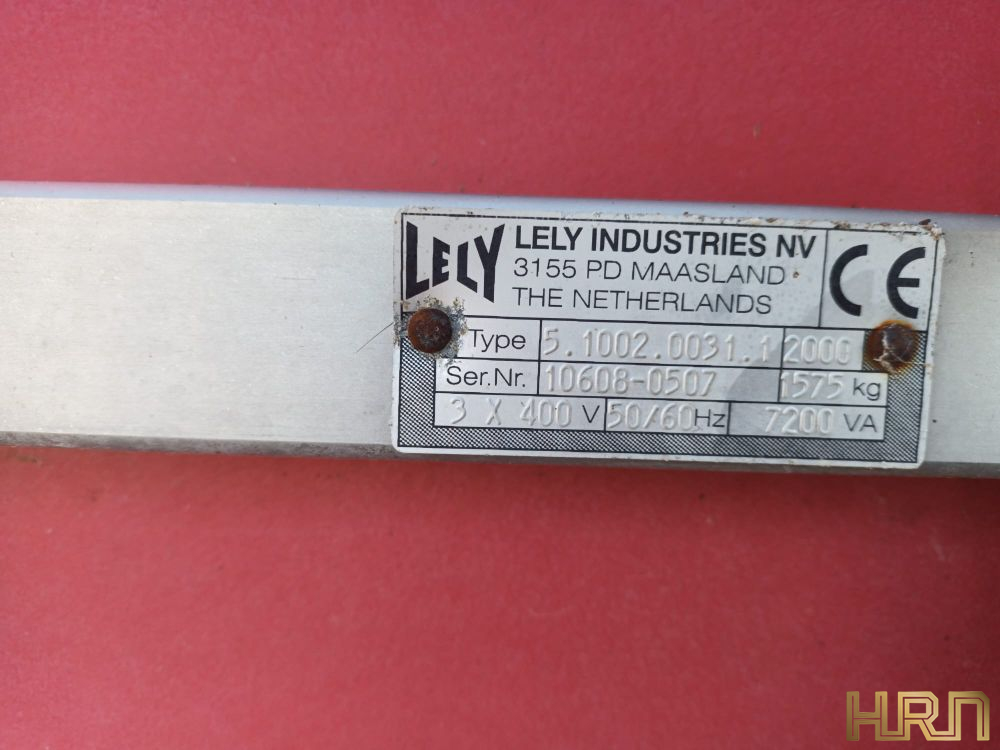 LELY
LELY INDUSTRIES NV
3155 PD MAASLAND
THE NETHERLANDS
CE
Type 5.1002.0031.1 2000
Ser.Nr. 10608-0507 1575 kg
3 X 400 V 50/60Hz 7200 VA
HRN